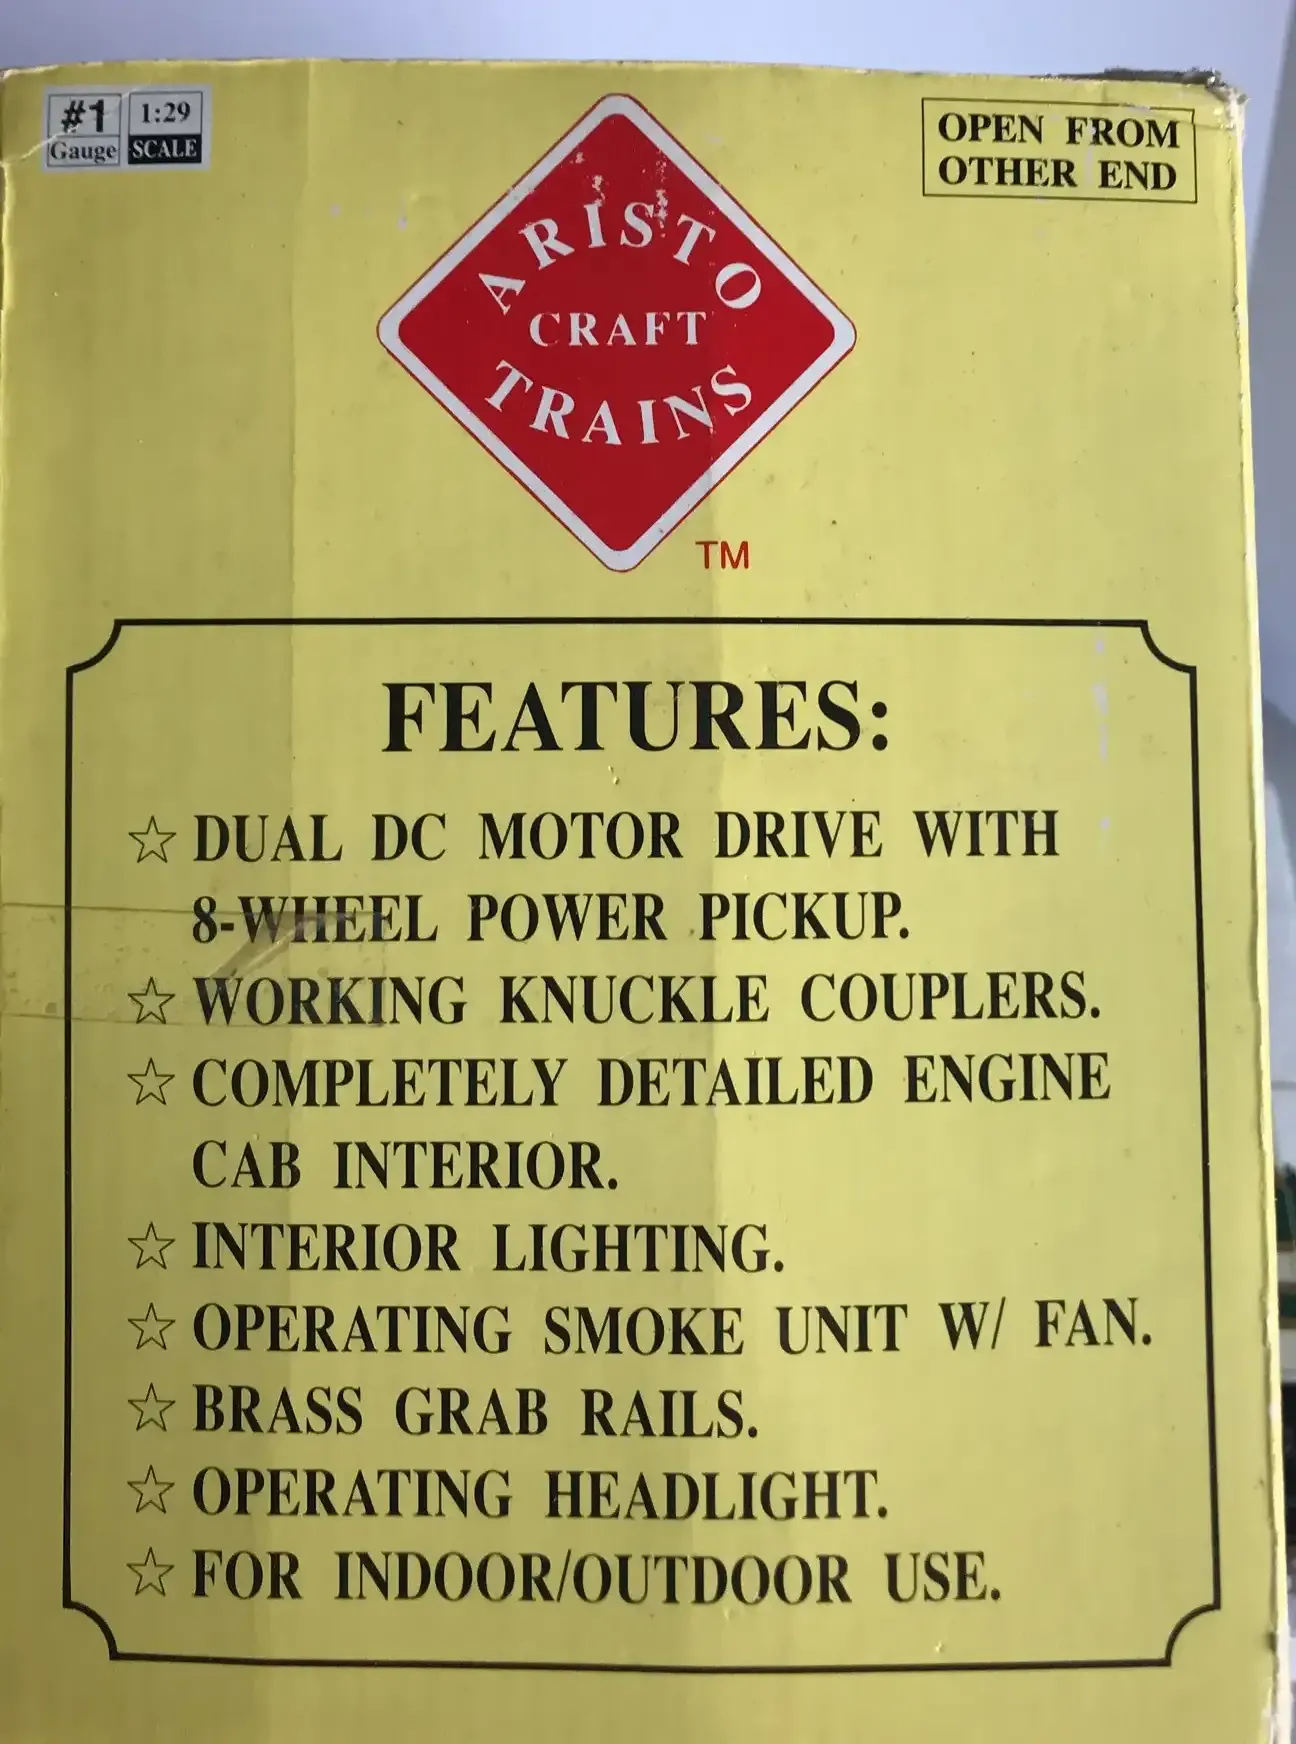 #1 1:29
Gauge SCALE
OPEN FROM
OTHER END
ARISTO
CRAFT
TRAINS
TM
FEATURES:
☆ DUAL DC MOTOR DRIVE WITH
8-WHEEL POWER PICKUP.
☆ WORKING KNUCKLE COUPLERS.
☆ COMPLETELY DETAILED ENGINE
CAB INTERIOR.
☆ INTERIOR LIGHTING.
☆ OPERATING SMOKE UNIT W/ FAN.
☆ BRASS GRAB RAILS.
☆ OPERATING HEADLIGHT.
☆ FOR INDOOR/OUTDOOR USE.